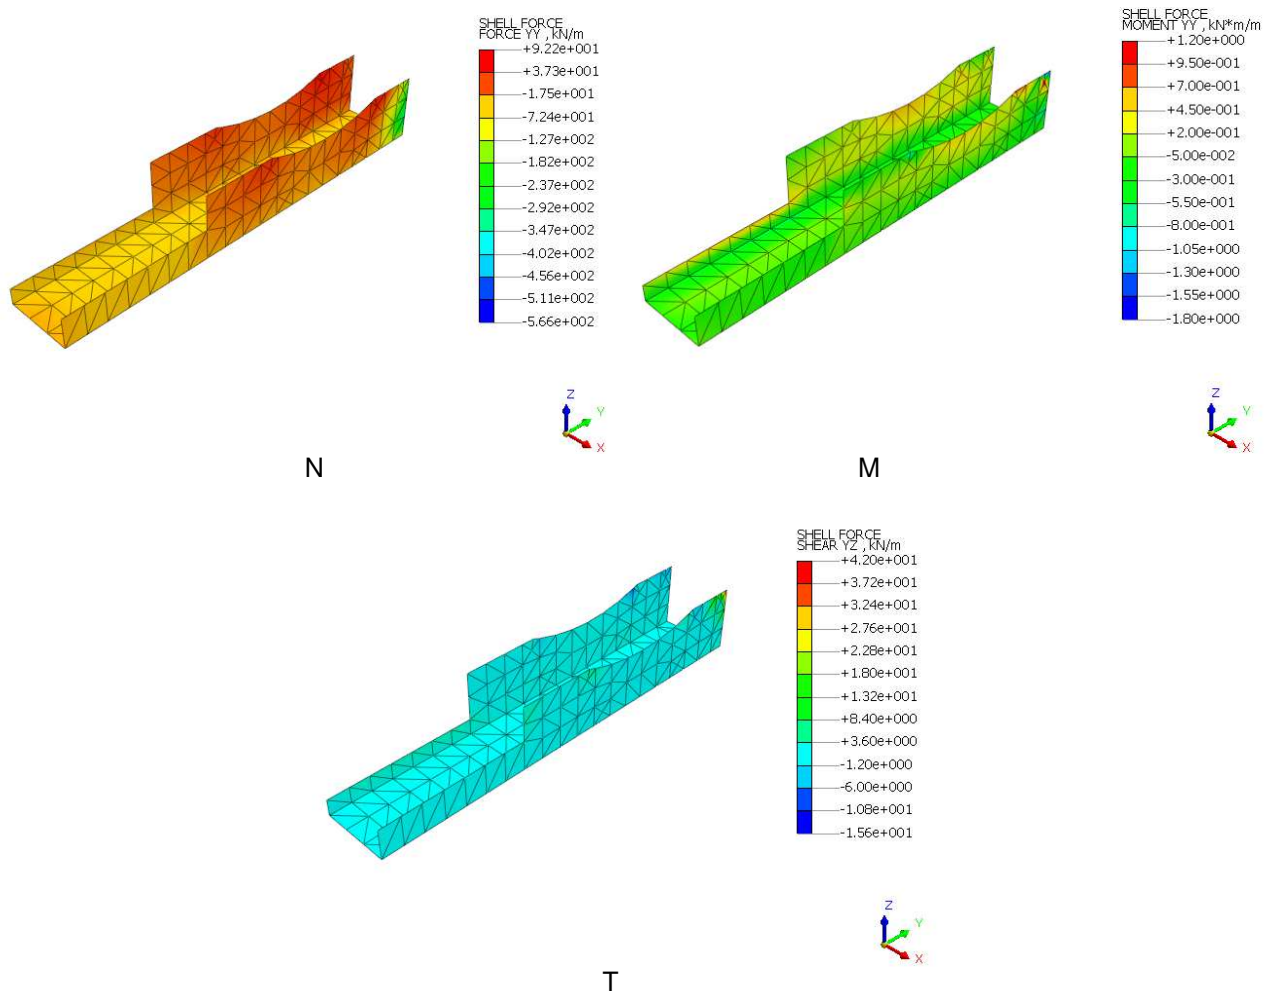 SHELL FORCE
FORCE YY , kN/m
+9.22e+001
+3.73e+001
-1.75e+001
-7.24e+001
-1.27e+002
-1.82e+002
-2.37e+002
-2.92e+002
-3.47e+002
-4.02e+002
-4.56e+002
-5.11e+002
-5.66e+002
Z
Y
X
N
SHELL FORCE
MOMENT YY , kN*m/m
+1.20e+000
+9.50e-001
+7.00e-001
+4.50e-001
+2.00e-001
-5.00e-002
-3.00e-001
-5.50e-001
-8.00e-001
-1.05e+000
-1.30e+000
-1.55e+000
-1.80e+000
Z
Y
X
M
SHELL FORCE
SHEAR YZ , kN/m
+4.20e+001
+3.72e+001
+3.24e+001
+2.76e+001
+2.28e+001
+1.80e+001
+1.32e+001
+8.40e+000
+3.60e+000
-1.20e+000
-6.00e+000
-1.08e+001
-1.56e+001
Z
Y
X
T